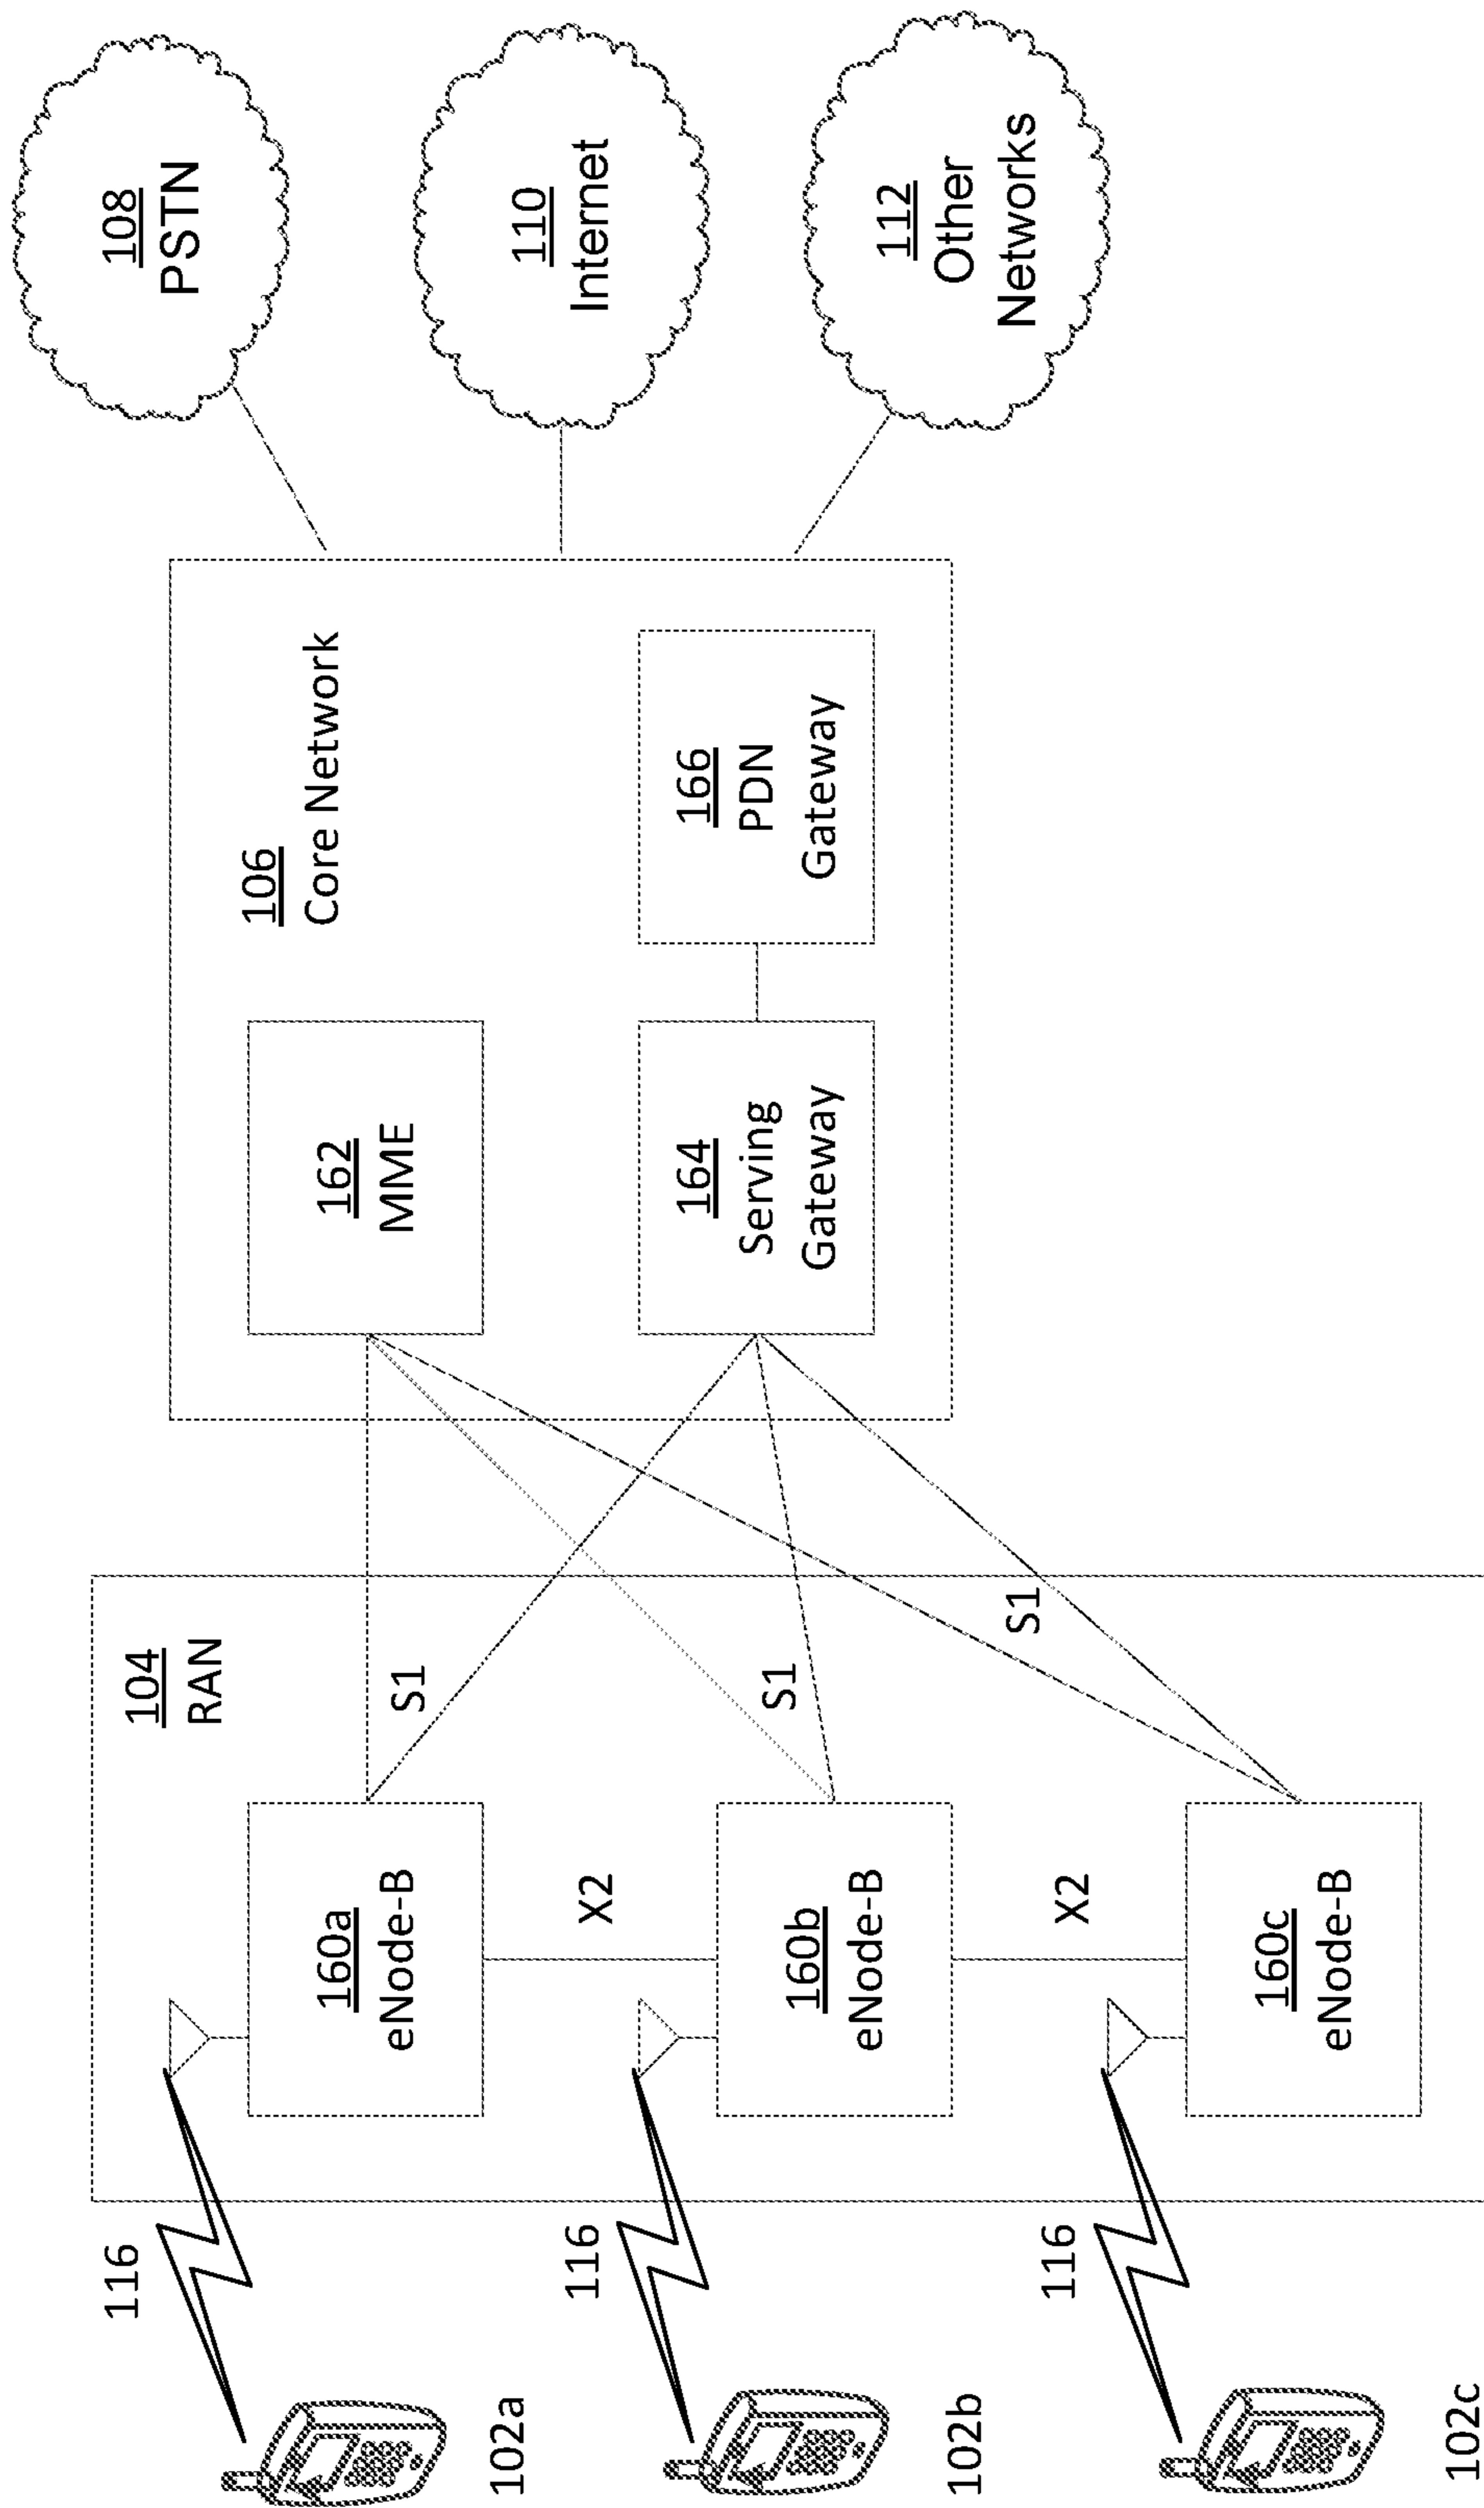 116
102a
104
RAN
160a
eNode-B
S1
X2
116
102b
160b
eNode-B
S1
X2
116
102c
160c
eNode-B
S1
106
Core Network
162
MME
164
Serving
Gateway
166
PDN
Gateway
108
PSTN
110
Internet
112
Other
Networks